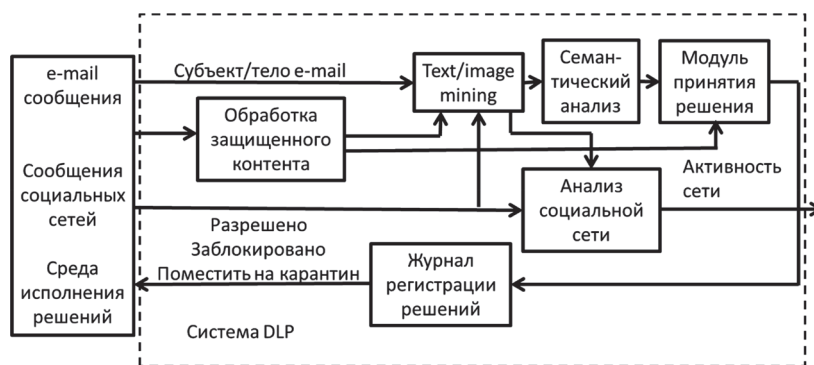 e-mail
сообщения
Сообщения
социальных
сетей
Среда
исполнения
решений
Субъект/тело e-mail
Обработка
защищенного
контента
Text/image
mining
Семан-
тический
анализ
Модуль
принятия
решения
Анализ
социальной
сети
Активность
сети
Разрешено
Заблокировано
Поместить на карантин
Журнал
регистрации
решений
Система DLP